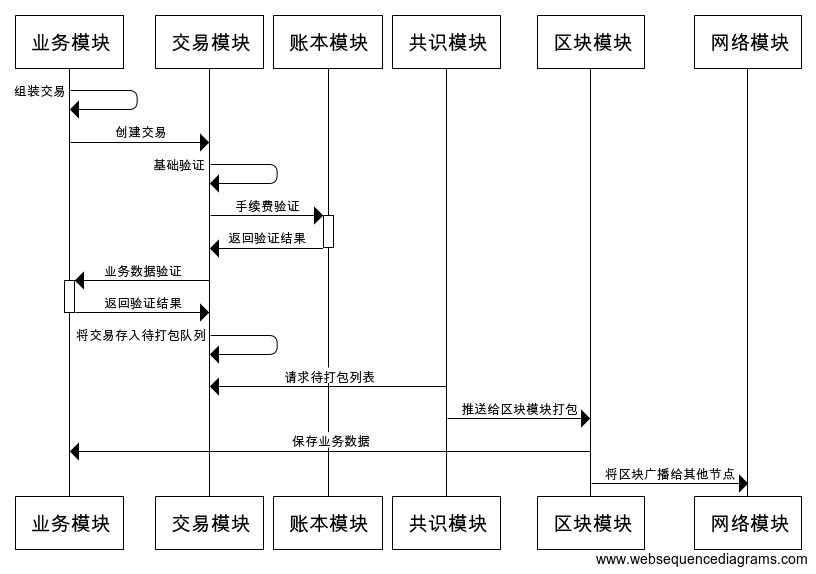 业务模块 交易模块 账本模块 共识模块 区块模块 网络模块
组装交易
创建交易
基础验证
手续费验证
返回验证结果
业务数据验证
返回验证结果
将交易存入待打包队列
请求待打包列表
推送给区块模块打包
保存业务数据
将区块广播给其他节点
业务模块 交易模块 账本模块 共识模块 区块模块 网络模块
www.websequencediagrams.com